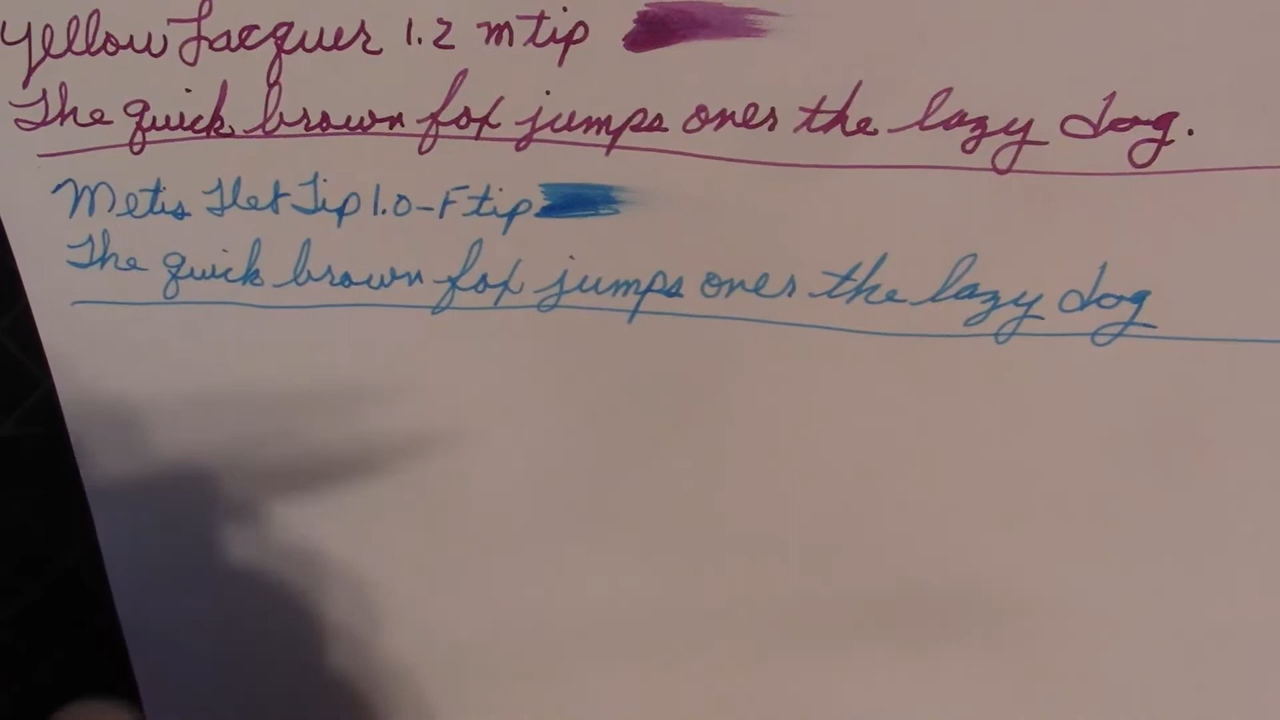 Yellow Lacquer 1.2 m tip
The quick brown fox jumps over the lazy dog.
Metis Flat Tip 1.0-F tip
The quick brown fox jumps over the lazy dog